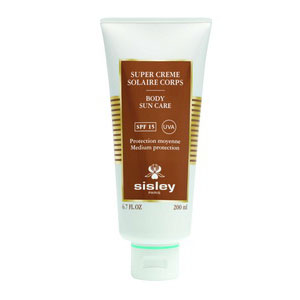 SUPER CREME
SOLAIRE CORPS
BODY
SUN CARE
SPF 15 UVA
Protection moyenne
Medium protection
sisley
PARIS
6.7 FL.OZ 200 ml